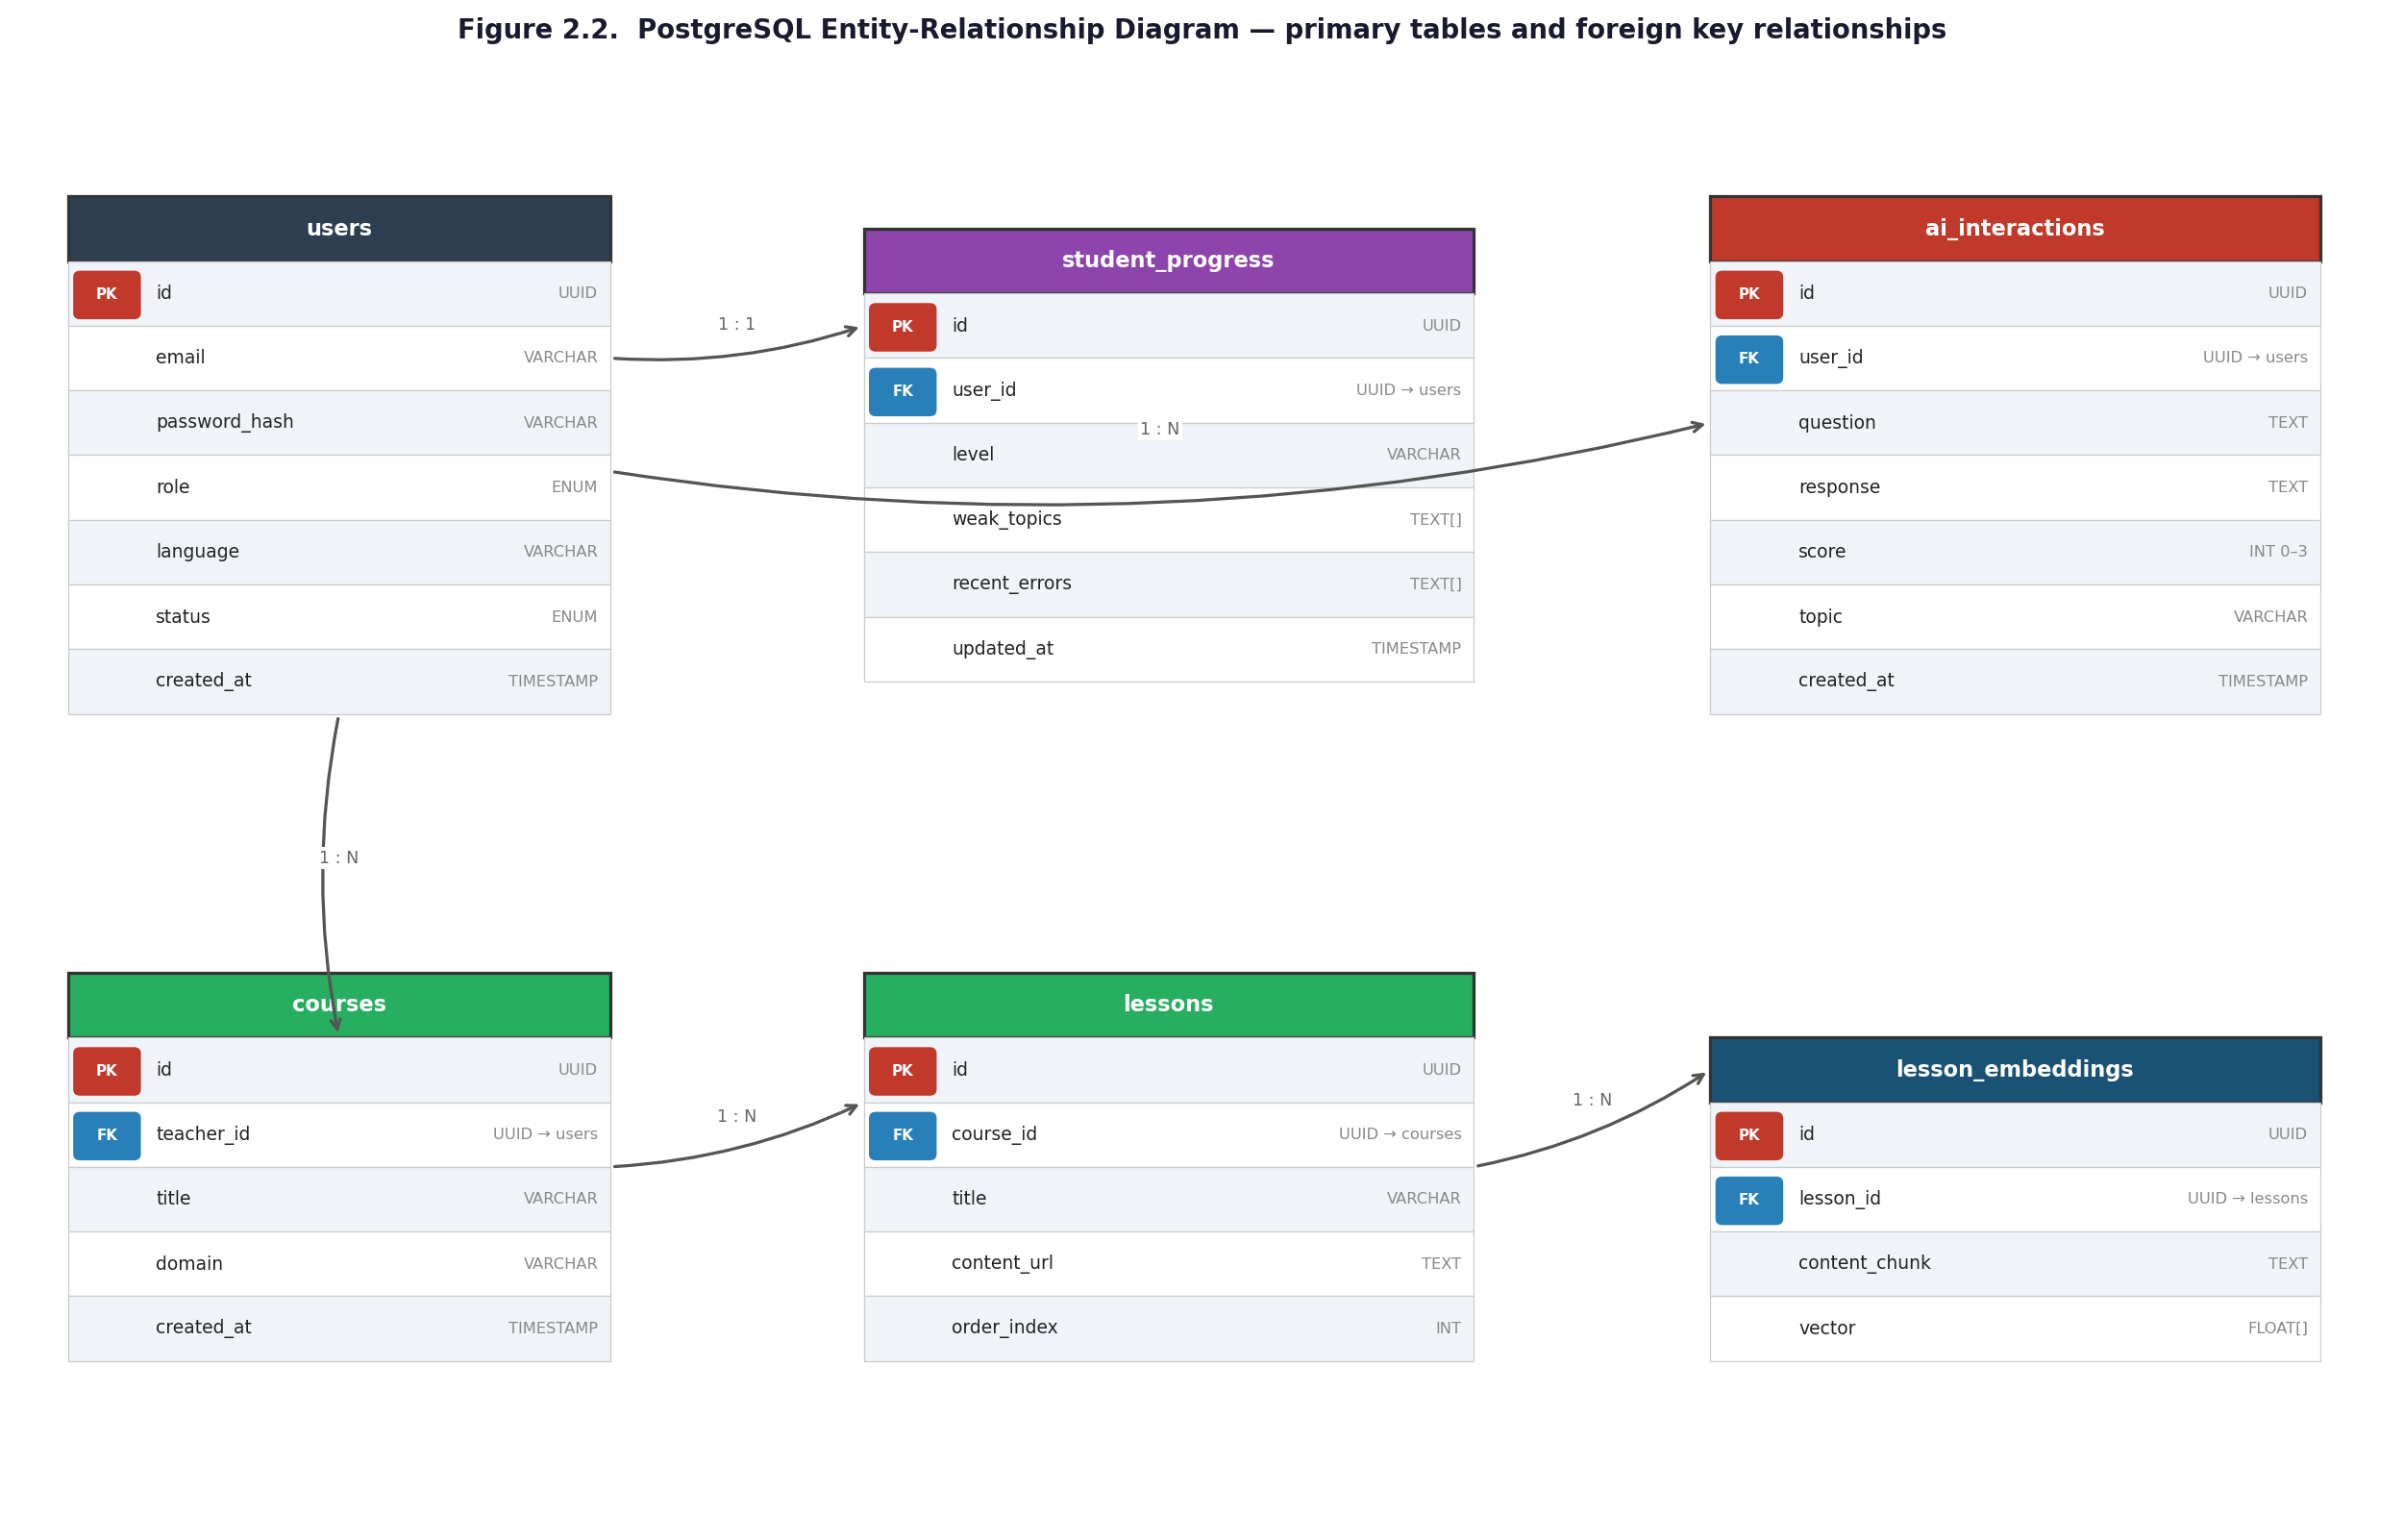 Figure 2.2.  PostgreSQL Entity-Relationship Diagram — primary tables and foreign key relationships
users
PK id UUID
email VARCHAR
password_hash VARCHAR
role ENUM
language VARCHAR
status ENUM
created_at TIMESTAMP
1 : 1
student_progress
PK id UUID
FK user_id UUID → users
1 : N
level VARCHAR
weak_topics TEXT[]
recent_errors TEXT[]
updated_at TIMESTAMP
ai_interactions
PK id UUID
FK user_id UUID → users
question TEXT
response TEXT
score INT 0–3
topic VARCHAR
created_at TIMESTAMP
1 : N
courses
PK id UUID
FK teacher_id UUID → users
title VARCHAR
domain VARCHAR
created_at TIMESTAMP
1 : N
lessons
PK id UUID
FK course_id UUID → courses
title VARCHAR
content_url TEXT
order_index INT
1 : N
lesson_embeddings
PK id UUID
FK lesson_id UUID → lessons
content_chunk TEXT
vector FLOAT[]